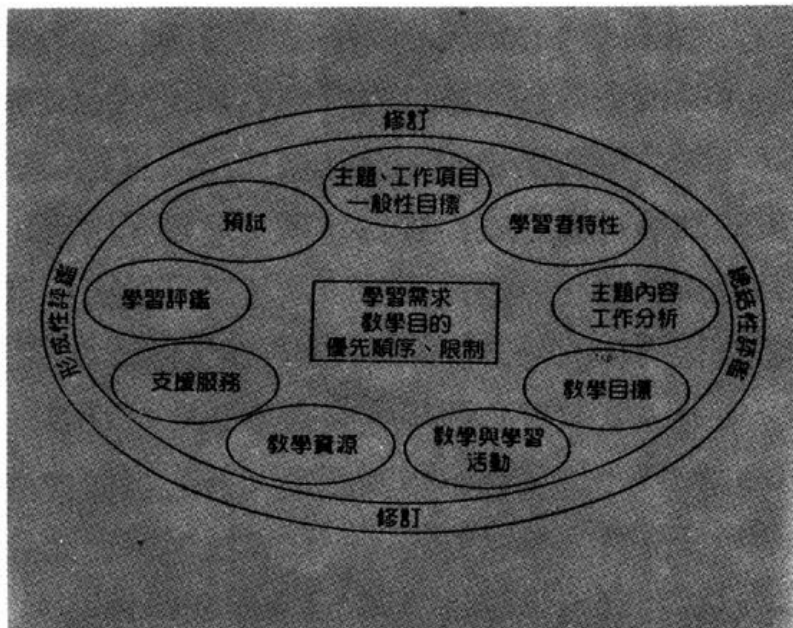 修訂
主題、工作項目
一般性目標
學習者特性
主題內容
工作分析
教學目標
教學與學習
活動
教學資源
支援服務
學習評鑑
預試
學習需求
教學目的
優先順序、限制
形成性評鑑
總結性評鑑
修訂